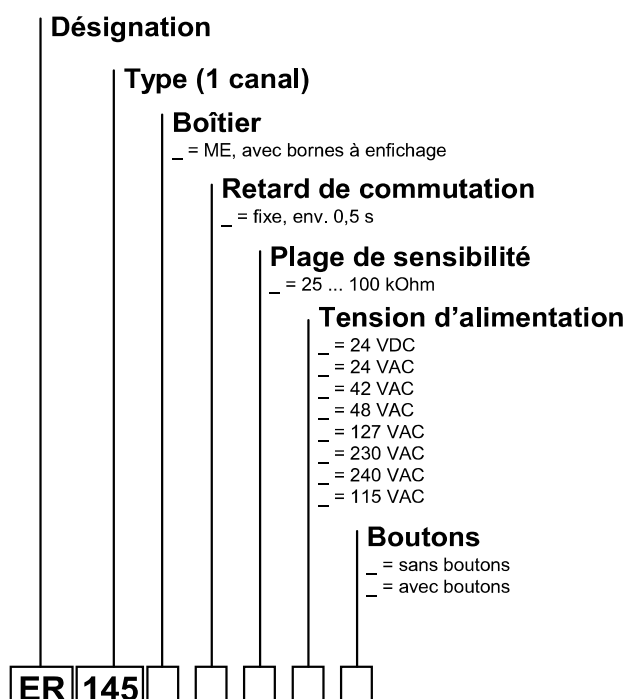 Désignation
Type (1 canal)
Boîtier
_ = ME, avec bornes à enfichage
Retard de commutation
_ = fixe, env. 0,5 s
Plage de sensibilité
_ = 25 ... 100 kOhm
Tension d’alimentation
_ = 24 VDC
_ = 24 VAC
_ = 42 VAC
_ = 48 VAC
_ = 127 VAC
_ = 230 VAC
_ = 240 VAC
_ = 115 VAC
Boutons
_ = sans boutons
_ = avec boutons
ER 145